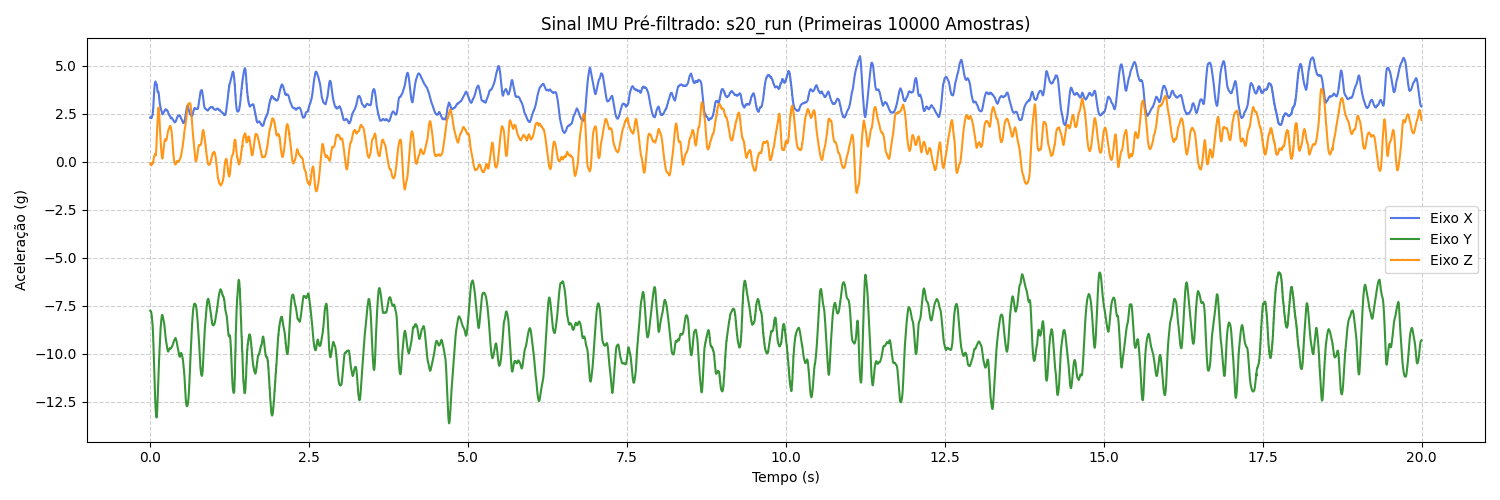 Sinal IMU Pré-filtrado: s20_run (Primeiras 10000 Amostras)
Aceleração (g)
5.0
2.5
0.0
−2.5
−5.0
−7.5
−10.0
−12.5
Eixo X
Eixo Y
Eixo Z
0.0 2.5 5.0 7.5 10.0 12.5 15.0 17.5 20.0
Tempo (s)